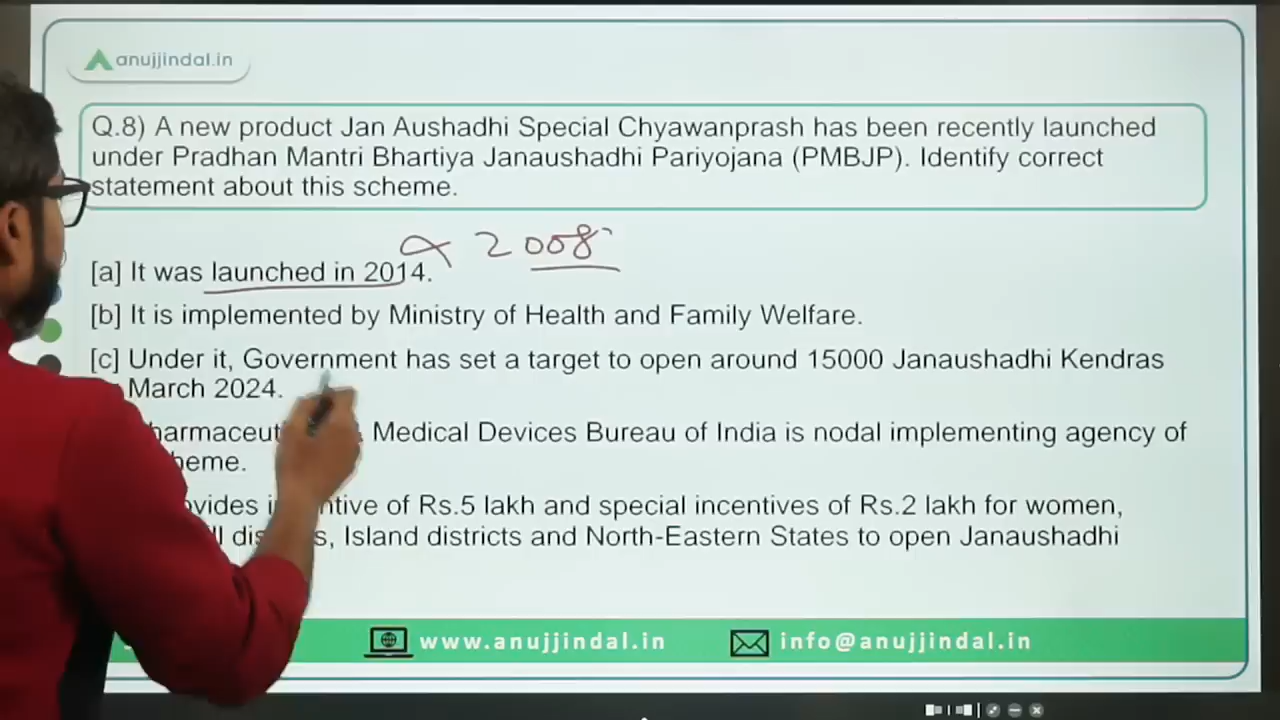 anujjindal.in
Q.8) A new product Jan Aushadhi Special Chyawanprash has been recently launched
under Pradhan Mantri Bhartiya Janaushadhi Pariyojana (PMBJP). Identify correct
statement about this scheme.
2008
[a] It was launched in 2014.
[b] It is implemented by Ministry of Health and Family Welfare.
[c] Under it, Government has set a target to open around 15000 Janaushadhi Kendras
March 2024.
Medical Devices Bureau of India is nodal implementing agency of
of Rs.5 lakh and special incentives of Rs.2 lakh for women,
Island districts and North-Eastern States to open Janaushadhi
www.anujjindal.in
info@anujjindal.in